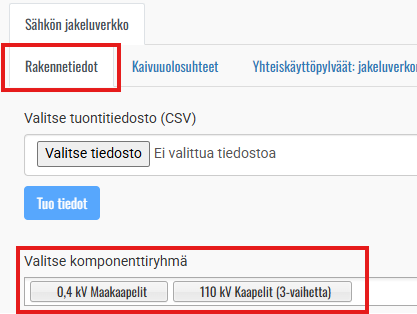 Sähkön jakeluverkko
Rakennetiedot Kaivuuolosuhteet Yhteiskäyttöpylväät: jakeluverko
Valitse tuontitiedosto (CSV)
Valitse tiedosto Ei valittua tiedostoa
Tuo tiedot
Valitse komponenttiryhmä
0,4 kV Maakaapelit 110 kV Kaapelit (3-vaihetta)